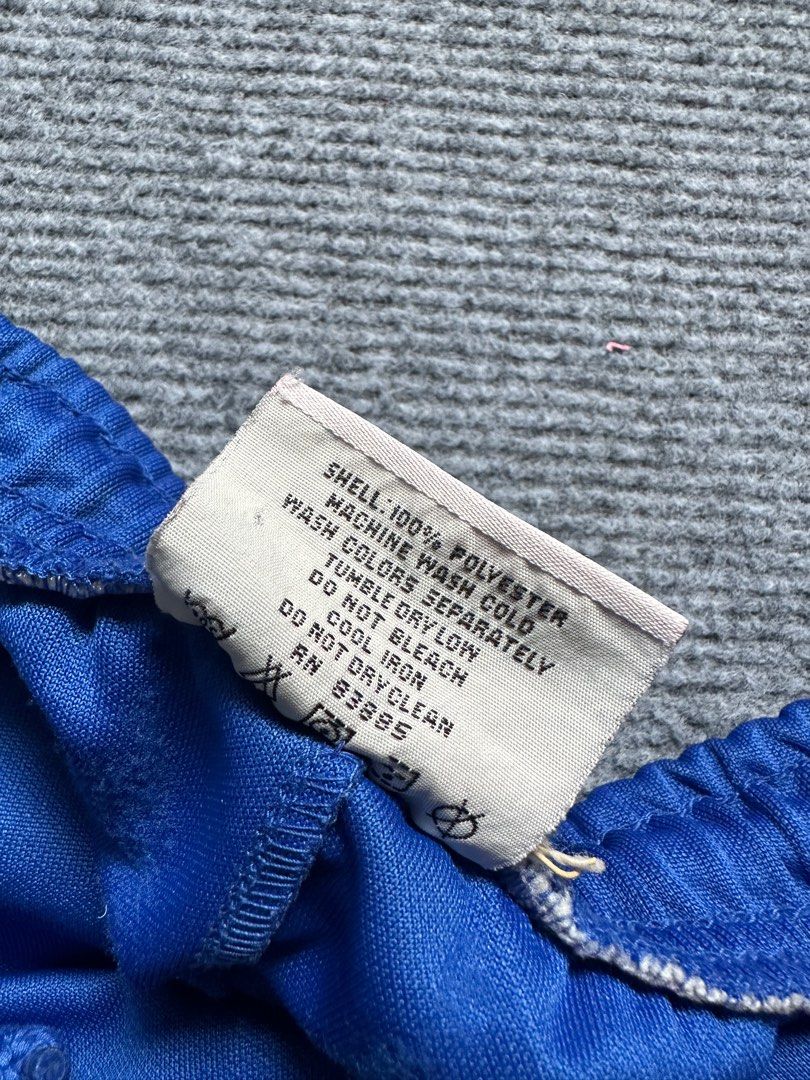 SHELL:100% POLYESTER
MACHINE WASH COLD
WASH COLORS SEPARATELY
TUMBLE DRY LOW
DO NOT BLEACH
COOL IRON
DO NOT DRYCLEAN
RN 83895